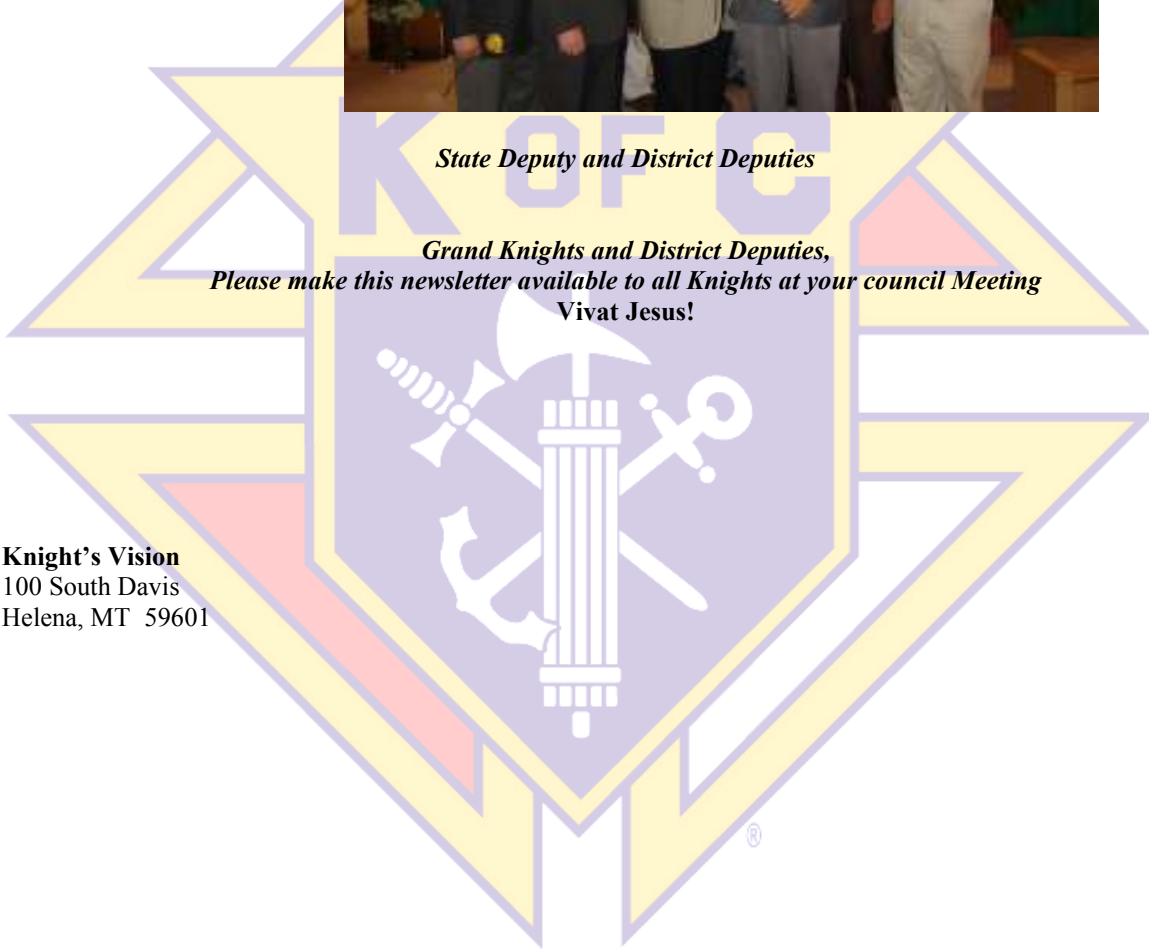 K OF C
State Deputy and District Deputies
Grand Knights and District Deputies,
Please make this newsletter available to all Knights at your council Meeting
Vivat Jesus!
Knight’s Vision
100 South Davis
Helena, MT 59601
®